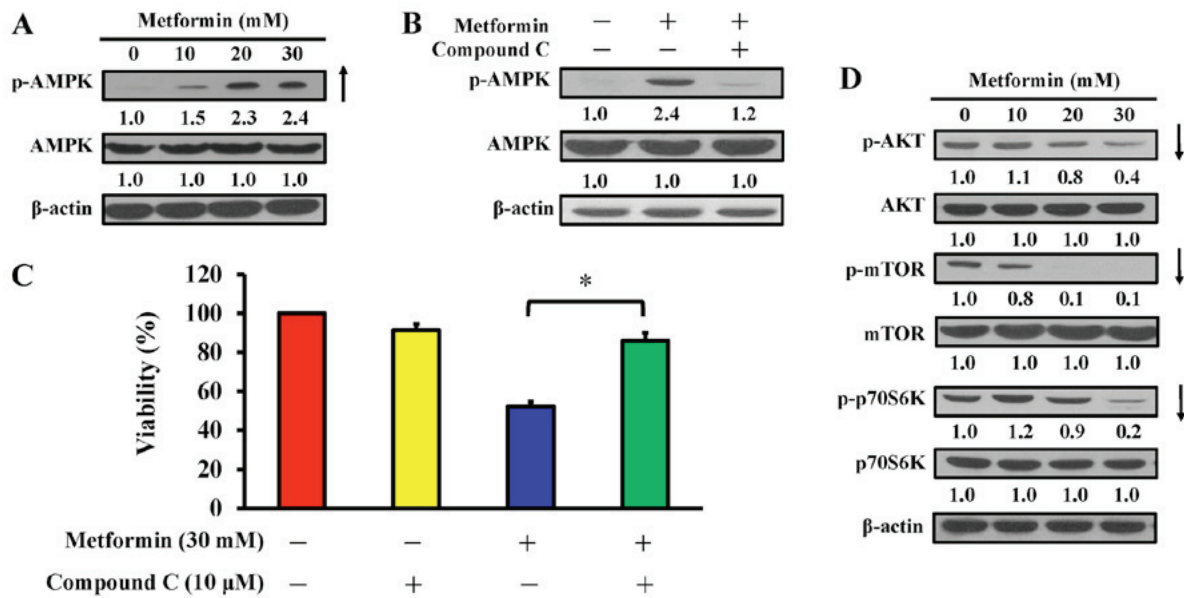 A
Metformin (mM)
0 10 20 30
p-AMPK
1.0 1.5 2.3 2.4
AMPK
1.0 1.0 1.0 1.0
β-actin
B
Metformin – + +
Compound C – – +
p-AMPK
1.0 2.4 1.2
AMPK
1.0 1.0 1.0
β-actin
C
Viability (%)
120
100
80
60
40
20
0
*
Metformin (30 mM) – – + +
Compound C (10 µM) – + – +
D
Metformin (mM)
0 10 20 30
p-AKT
1.0 1.1 0.8 0.4
AKT
1.0 1.0 1.0 1.0
p-mTOR
1.0 0.8 0.1 0.1
mTOR
1.0 1.0 1.0 1.0
p-p70S6K
1.0 1.2 0.9 0.2
p70S6K
1.0 1.0 1.0 1.0
β-actin